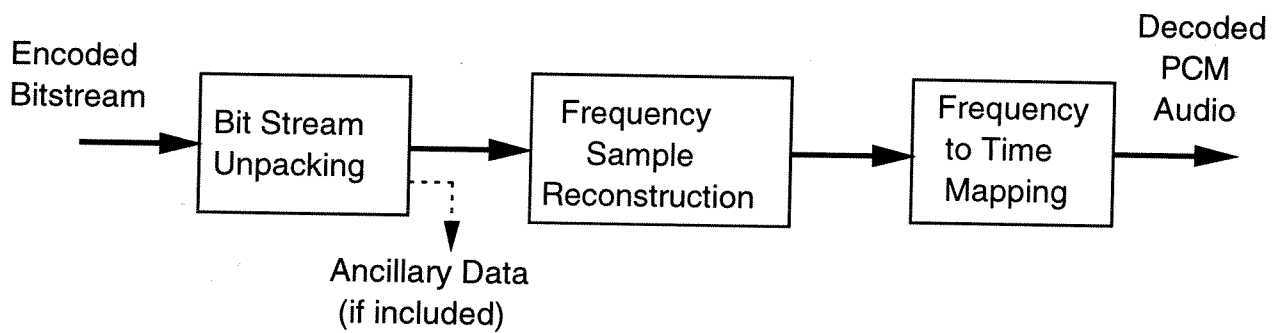 Encoded
Bitstream
Bit Stream
Unpacking
Ancillary Data
(if included)
Frequency
Sample
Reconstruction
Frequency
to Time
Mapping
Decoded
PCM
Audio